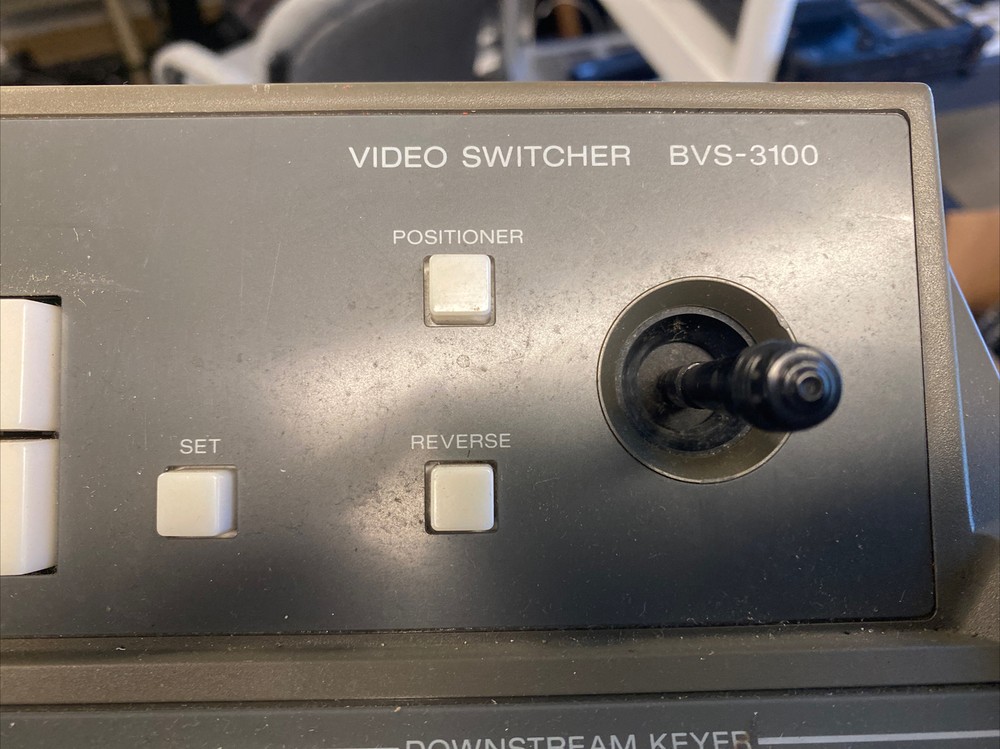 VIDEO SWITCHER BVS-3100
POSITIONER
SET
REVERSE
DOWNSTREAM KEYER